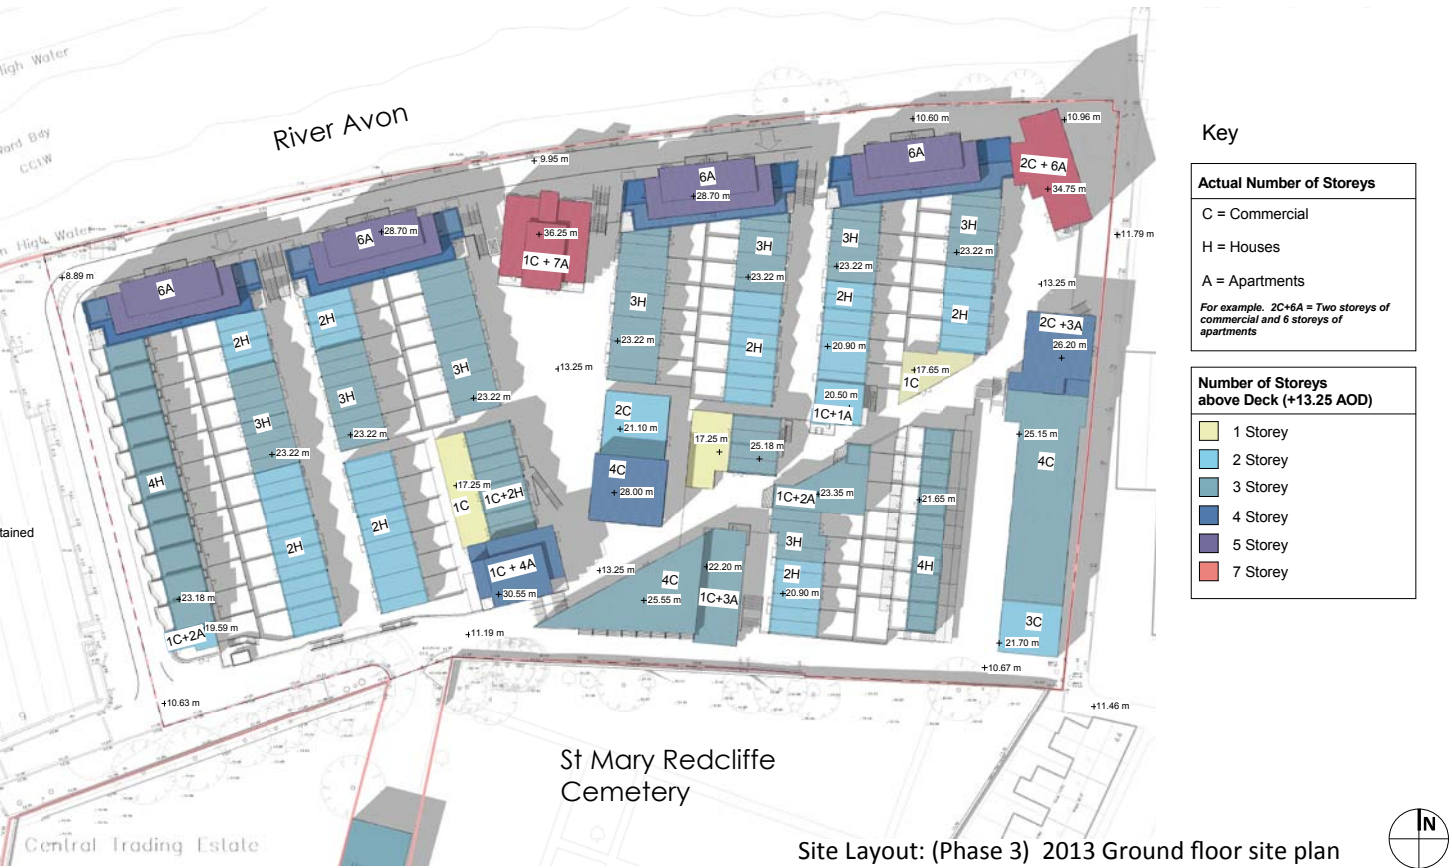 High Water
River Avon
Ward Bdy
CCLW
High Water
8.89 m
9.95 m
10.60 m
10.96 m
11.79 m
6A
6A
28.70 m
36.25 m
1C + 7A
6A
28.70 m
6A
2C + 6A
34.75 m
13.25 m
2H
2H
3H
3H
3H
3H
23.22 m
23.22 m
23.22 m
2H
2H
2H
20.90 m
3H
23.22 m
3H
3H
23.22 m
23.22 m
23.22 m
13.25 m
2C +3A
26.20 m
17.65 m
1C
20.50 m
1C+1A
2C
21.10 m
4C
28.00 m
17.25 m
25.18 m
25.15 m
4C
4H
2H
2H
17.25 m
1C
1C+2H
1C + 4A
30.55 m
1C+2A
23.35 m
21.65 m
3H
2H
20.90 m
4H
13.25 m
4C
25.55 m
22.20 m
1C+3A
3C
21.70 m
23.18 m
19.59 m
1C+2A
11.19 m
10.67 m
10.63 m
11.46 m
tained
St Mary Redcliffe
Cemetery
Central Trading Estate
Key
Actual Number of Storeys
C = Commercial
H = Houses
A = Apartments
For example. 2C+6A = Two storeys of
commercial and 6 storeys of
apartments
Number of Storeys
above Deck (+13.25 AOD)
1 Storey
2 Storey
3 Storey
4 Storey
5 Storey
7 Storey
N
Site Layout: (Phase 3) 2013 Ground floor site plan